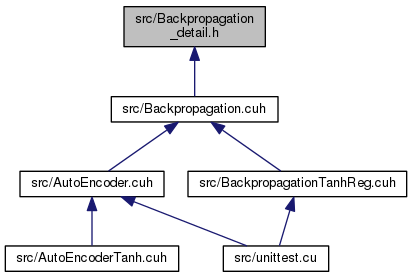 src/Backpropagation
_detail.h
src/Backpropagation.cuh
src/AutoEncoder.cuh
src/BackpropagationTanhReg.cuh
src/AutoEncoderTanh.cuh
src/unittest.cu